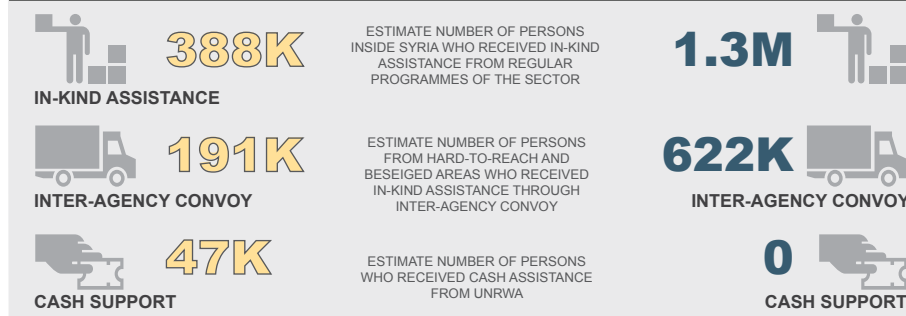 388K
IN-KIND ASSISTANCE
ESTIMATE NUMBER OF PERSONS
INSIDE SYRIA WHO RECEIVED IN-KIND
ASSISTANCE FROM REGULAR
PROGRAMMES OF THE SECTOR
1.3M
191K
INTER-AGENCY CONVOY
ESTIMATE NUMBER OF PERSONS
FROM HARD-TO-REACH AND
BESEIGED AREAS WHO RECEIVED
IN-KIND ASSISTANCE THROUGH
INTER-AGENCY CONVOY
622K
INTER-AGENCY CONVOY
47K
CASH SUPPORT
ESTIMATE NUMBER OF PERSONS
WHO RECEIVED CASH ASSISTANCE
FROM UNRWA
0
CASH SUPPORT